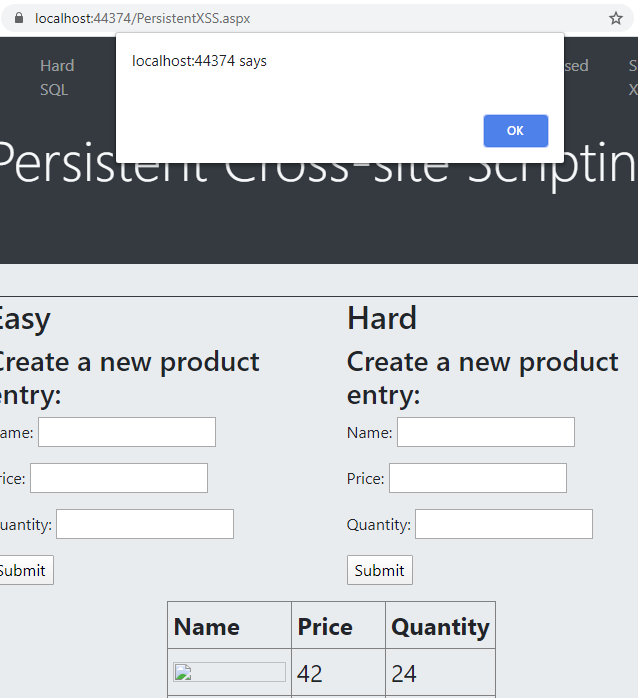 localhost:44374/PersistentXSS.aspx
localhost:44374 says
OK
Hard
SQL
sed
S
X
Persistent Cross-site Scriptin
Easy
Create a new product
entry:
ame:
rice:
uantity:
Submit
Hard
Create a new product
entry:
Name:
Price:
Quantity:
Submit
Name Price Quantity
42 24